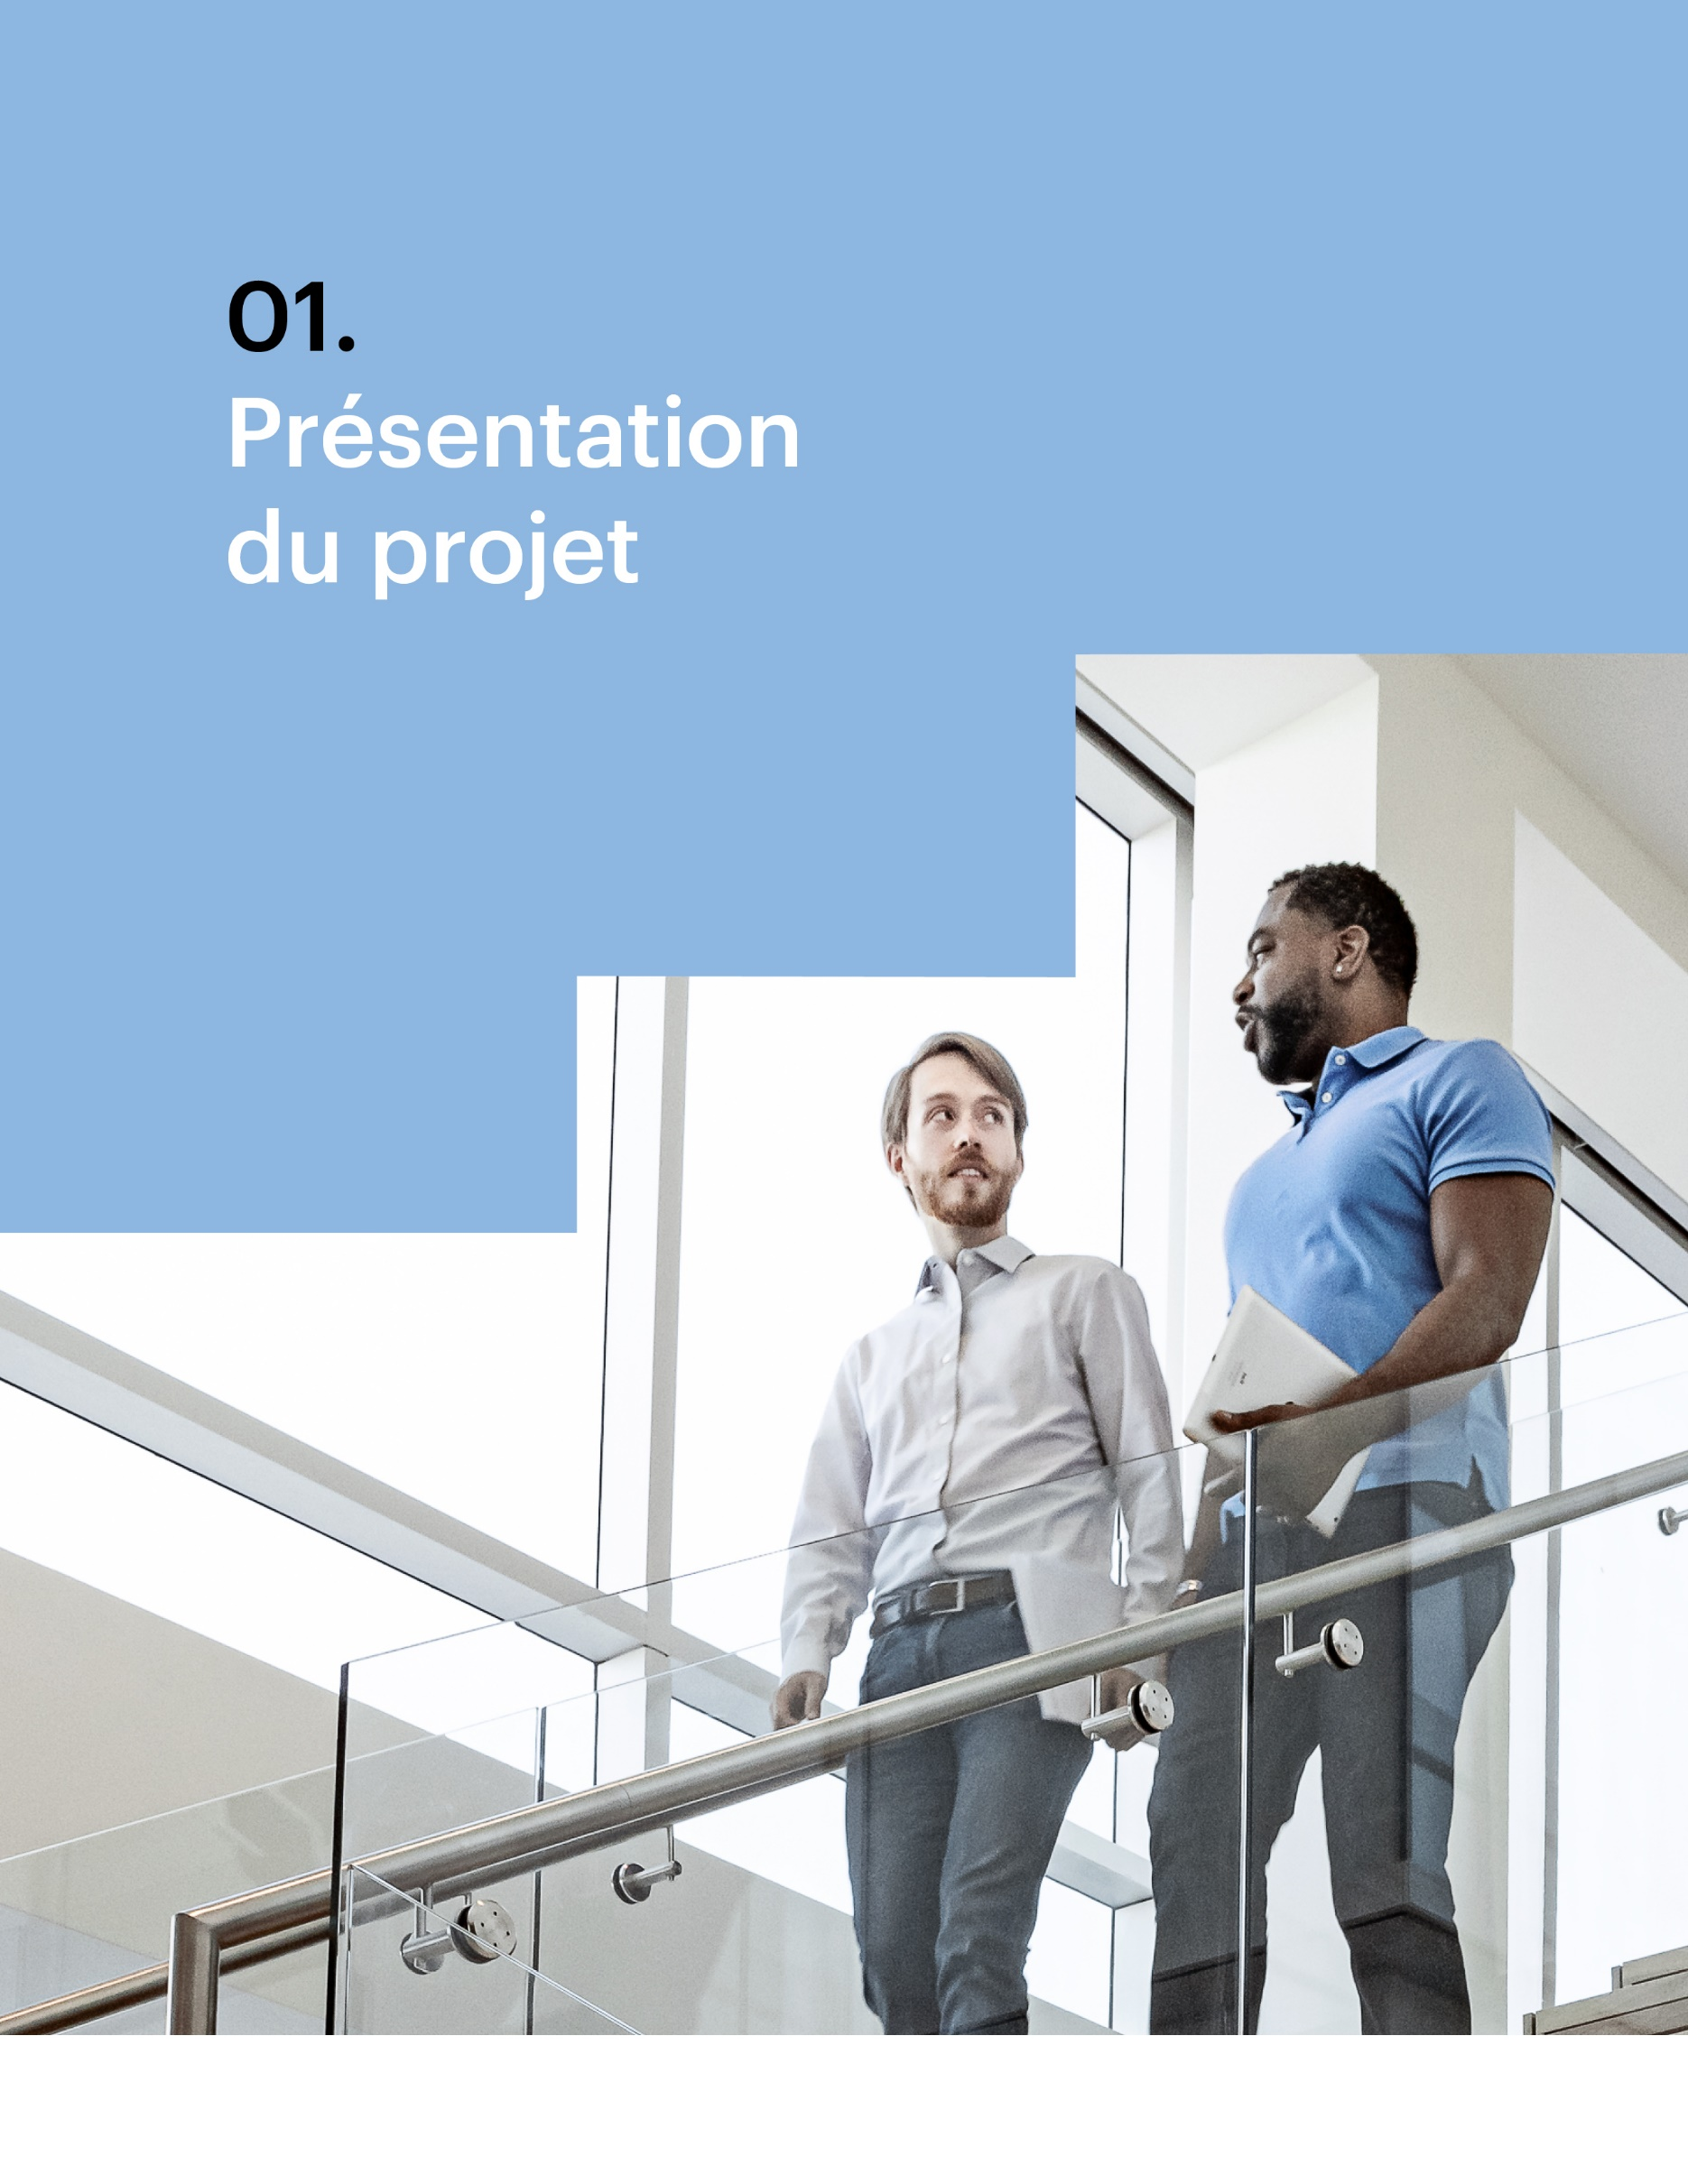 01.
Présentation
du projet